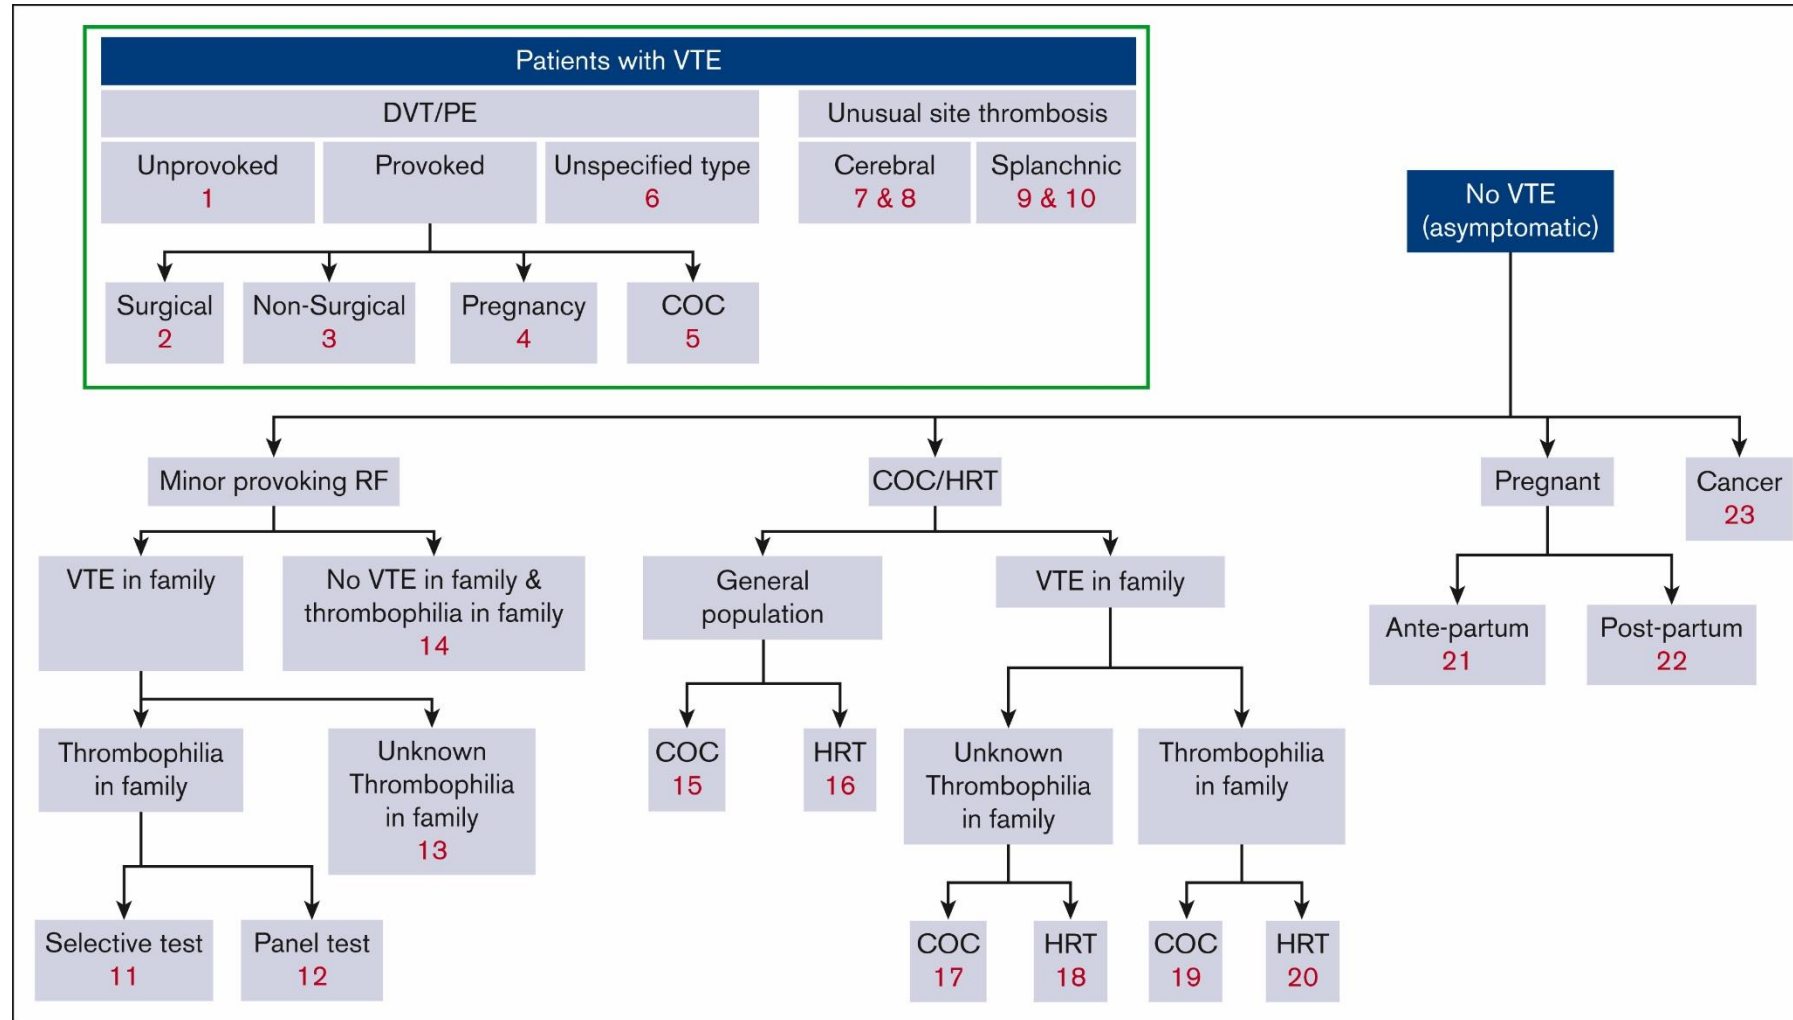 Patients with VTE
DVT/PE
Unusual site thrombosis
Unprovoked
1
Provoked
Unspecified type
6
Cerebral
7 & 8
Splanchnic
9 & 10
Surgical
2
Non-Surgical
3
Pregnancy
4
COC
5
No VTE
(asymptomatic)
Minor provoking RF
COC/HRT
Pregnant
Cancer
23
VTE in family
No VTE in family &
thrombophilia in family
14
General
population
VTE in family
Ante-partum
21
Post-partum
22
Thrombophilia
in family
Unknown
Thrombophilia
in family
13
COC
15
HRT
16
Unknown
Thrombophilia
in family
Thrombophilia
in family
Selective test
11
Panel test
12
COC
17
HRT
18
COC
19
HRT
20